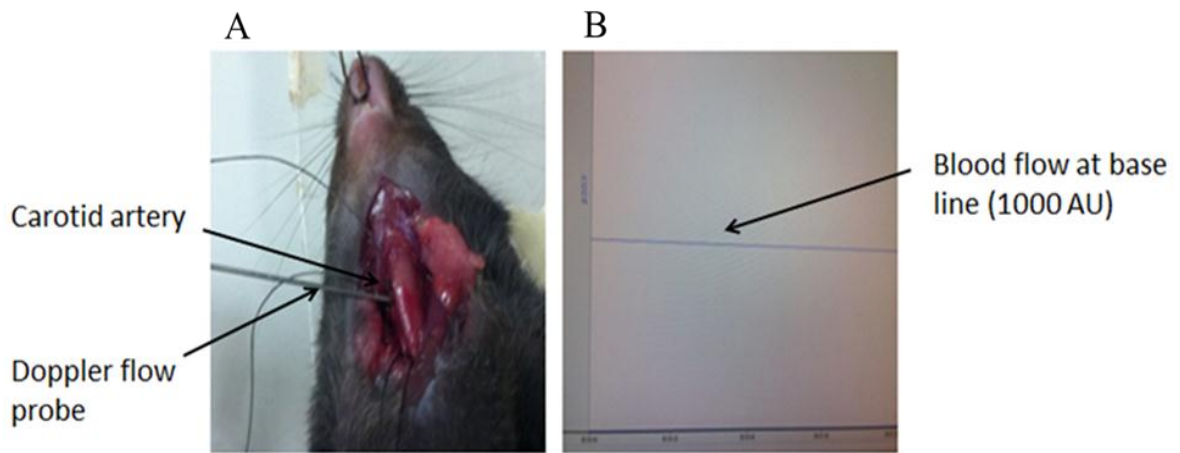 A
B
Carotid artery
Doppler flow
probe
Blood flow at base
line (1000 AU)